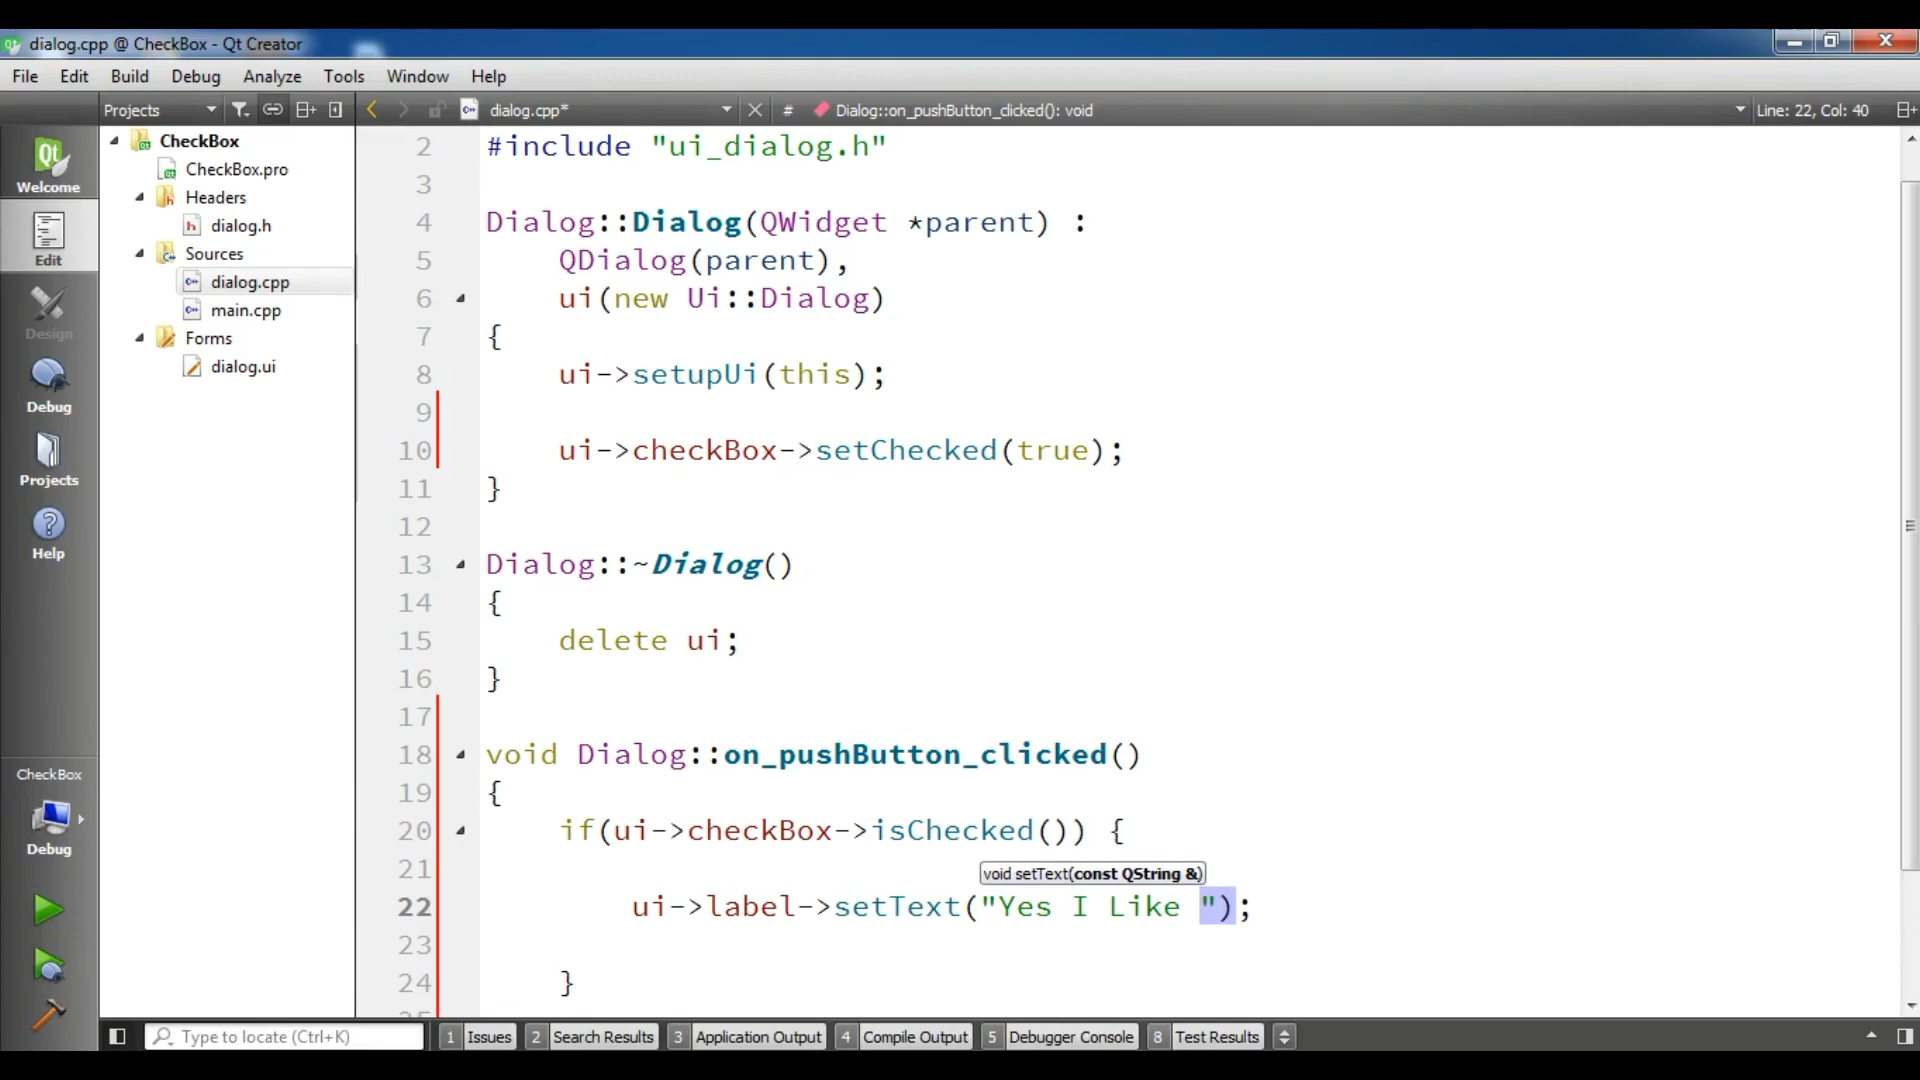 dialog.cpp @ CheckBox - Qt Creator
File Edit Build Debug Analyze Tools Window Help
Projects dialog.cpp* # Dialog::on_pushButton_clicked(): void Line: 22, Col: 40
Welcome
Edit
Design
Debug
Projects
Help
CheckBox
Debug
CheckBox
CheckBox.pro
Headers
dialog.h
Sources
dialog.cpp
main.cpp
Forms
dialog.ui
2 #include "ui_dialog.h"
3
4 Dialog::Dialog(QWidget *parent) :
5 QDialog(parent),
6 ui(new Ui::Dialog)
7 {
8 ui->setupUi(this);
9
10 ui->checkBox->setChecked(true);
11 }
12
13 Dialog::~Dialog()
14 {
15 delete ui;
16 }
17
18 void Dialog::on_pushButton_clicked()
19 {
20 if(ui->checkBox->isChecked()) {
21
void setText(const QString &)
22 ui->label->setText("Yes I Like ");
23
24 }
Type to locate (Ctrl+K) 1 Issues 2 Search Results 3 Application Output 4 Compile Output 5 Debugger Console 8 Test Results